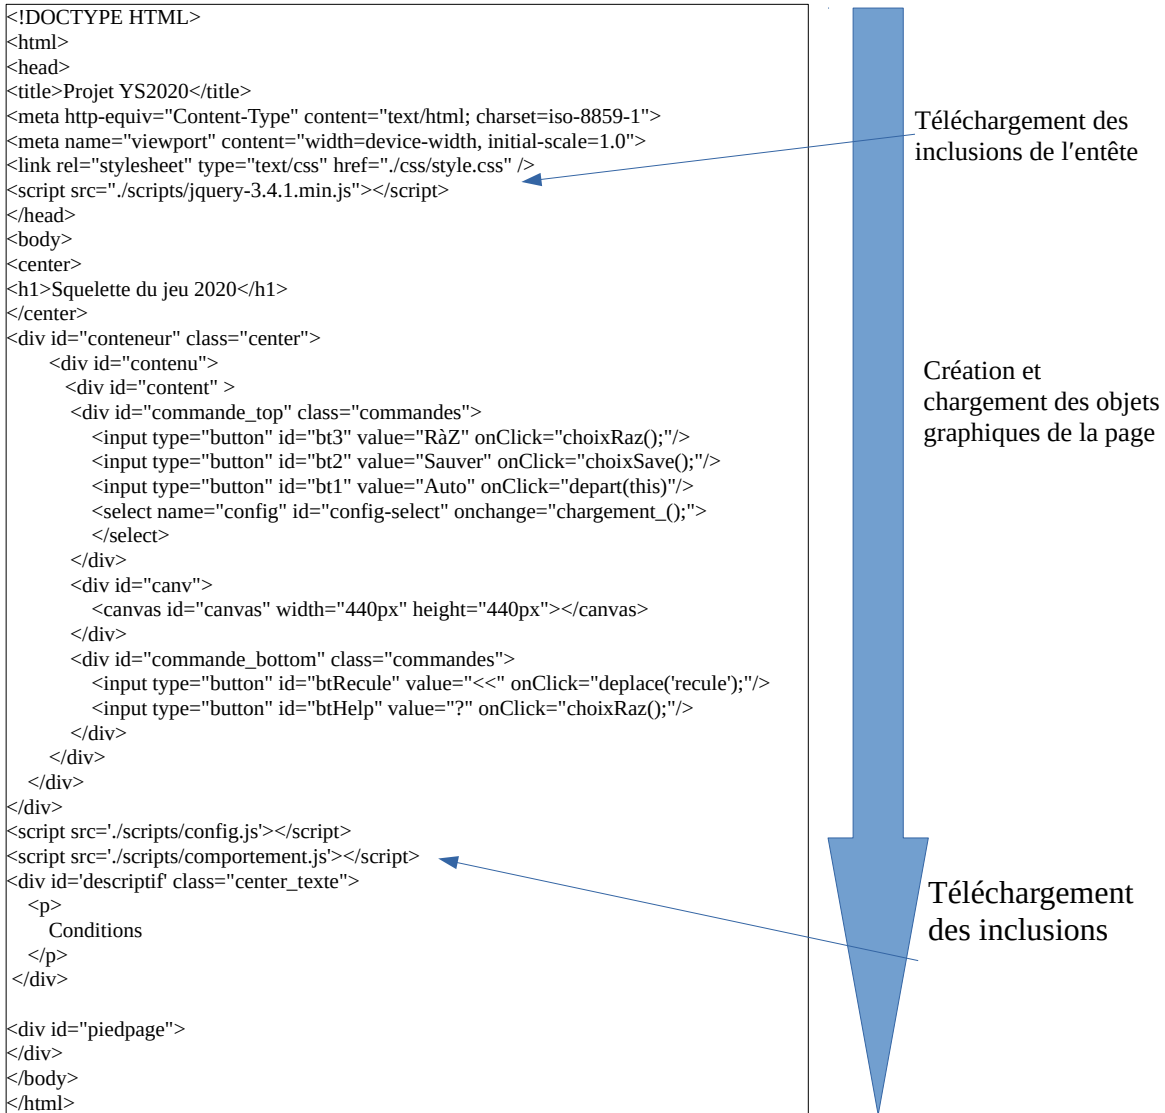 <!DOCTYPE HTML>
<html>
<head>
<title>Projet YS2020</title>
<meta http-equiv="Content-Type" content="text/html; charset=iso-8859-1">
<meta name="viewport" content="width=device-width, initial-scale=1.0">
<link rel="stylesheet" type="text/css" href="./css/style.css" />
<script src="./scripts/jquery-3.4.1.min.js"></script>
</head>
<body>
<center>
<h1>Squelette du jeu 2020</h1>
</center>
<div id="conteneur" class="center">
<div id="contenu">
<div id="content" >
<div id="commande_top" class="commandes">
<input type="button" id="bt3" value="RàZ" onClick="choixRaz();"/>
<input type="button" id="bt2" value="Sauver" onClick="choixSave();"/>
<input type="button" id="bt1" value="Auto" onClick="depart(this)"/>
<select name="config" id="config-select" onchange="chargement_();">
</select>
</div>
<div id="canv">
<canvas id="canvas" width="440px" height="440px"></canvas>
</div>
<div id="commande_bottom" class="commandes">
<input type="button" id="btRecule" value="<<" onClick="deplace('recule');"/>
<input type="button" id="btHelp" value="?" onClick="choixRaz();"/>
</div>
</div>
</div>
</div>
<script src='./scripts/config.js'></script>
<script src='./scripts/comportement.js'></script>
<div id='descriptif' class="center_texte">
<p>
Conditions
</p>
</div>
<div id="piedpage">
</div>
</body>
</html>
Téléchargement des
inclusions de l'entête
Création et
chargement des objets
graphiques de la page
Téléchargement
des inclusions